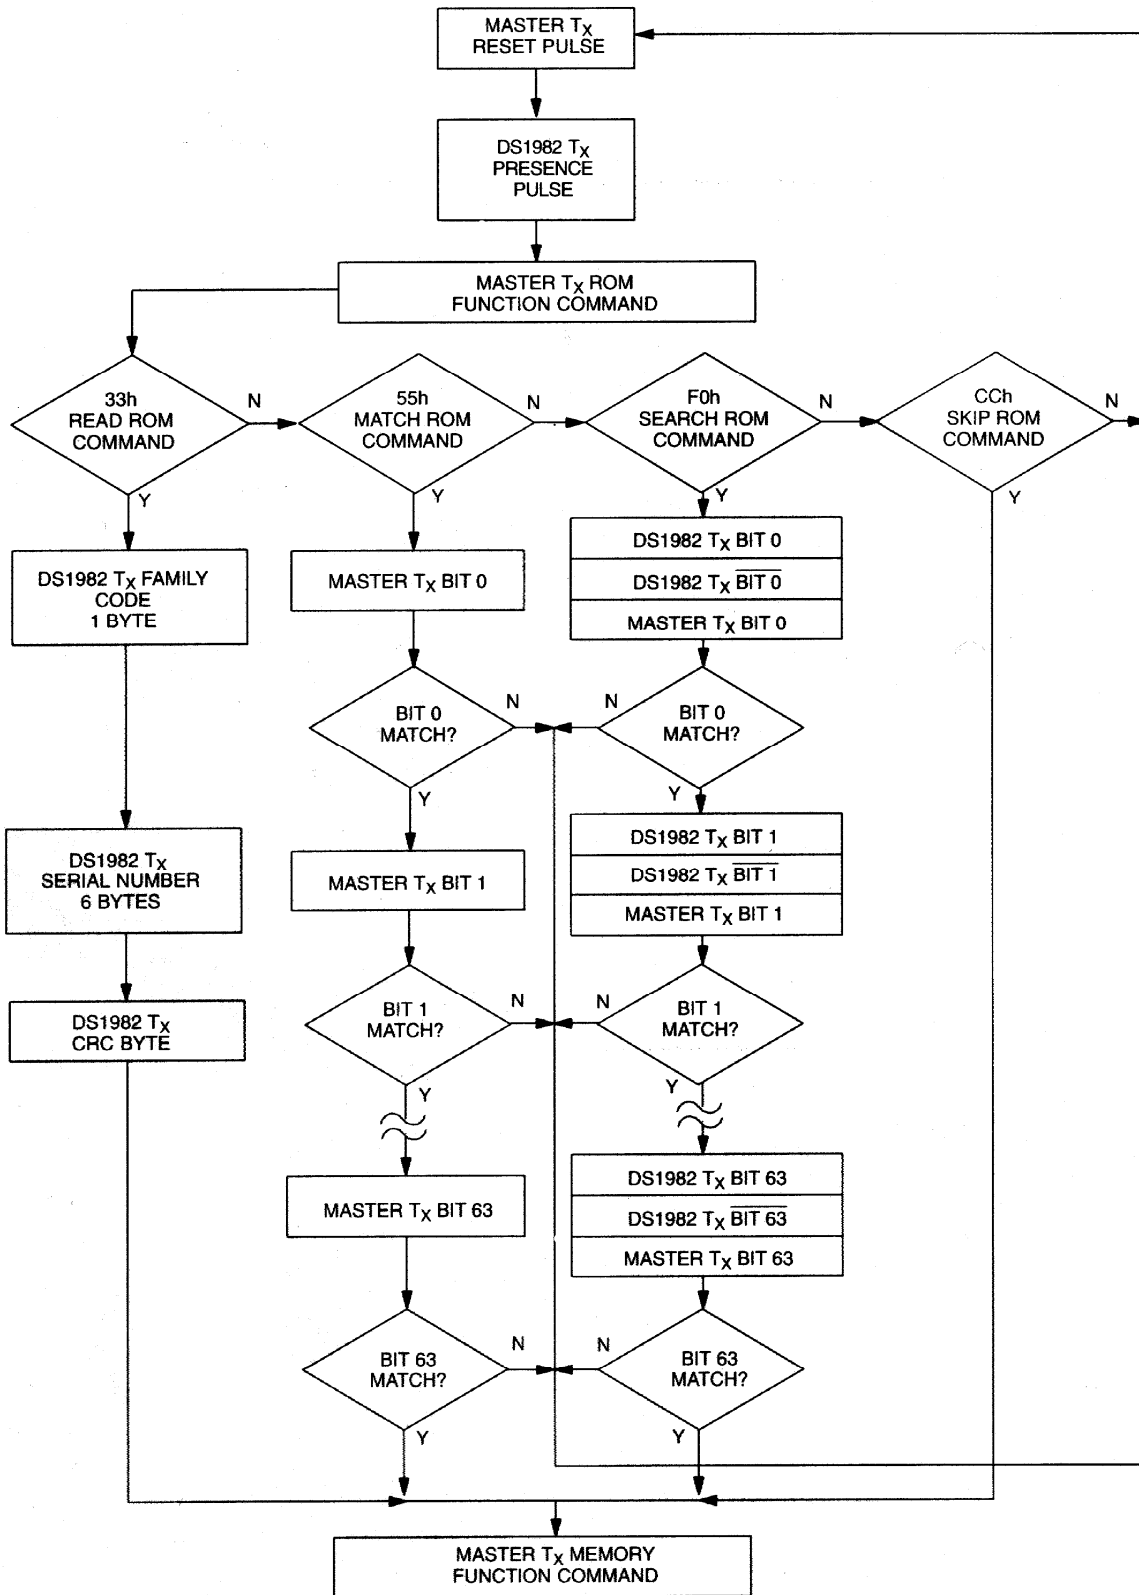 MASTER TX
RESET PULSE
DS1982 TX
PRESENCE
PULSE
MASTER TX ROM
FUNCTION COMMAND
33h
READ ROM
COMMAND
N
Y
55h
MATCH ROM
COMMAND
N
Y
F0h
SEARCH ROM
COMMAND
N
Y
CCh
SKIP ROM
COMMAND
N
Y
DS1982 TX FAMILY
CODE
1 BYTE
DS1982 TX
SERIAL NUMBER
6 BYTES
DS1982 TX
CRC BYTE
MASTER TX BIT 0
BIT 0
MATCH?
N
Y
MASTER TX BIT 1
BIT 1
MATCH?
N
Y
MASTER TX BIT 63
BIT 63
MATCH?
N
Y
DS1982 TX BIT 0
DS1982 TX BIT 0
MASTER TX BIT 0
N
BIT 0
MATCH?
Y
DS1982 TX BIT 1
DS1982 TX BIT 1
MASTER TX BIT 1
N
BIT 1
MATCH?
Y
DS1982 TX BIT 63
DS1982 TX BIT 63
MASTER TX BIT 63
N
BIT 63
MATCH?
Y
MASTER TX MEMORY
FUNCTION COMMAND